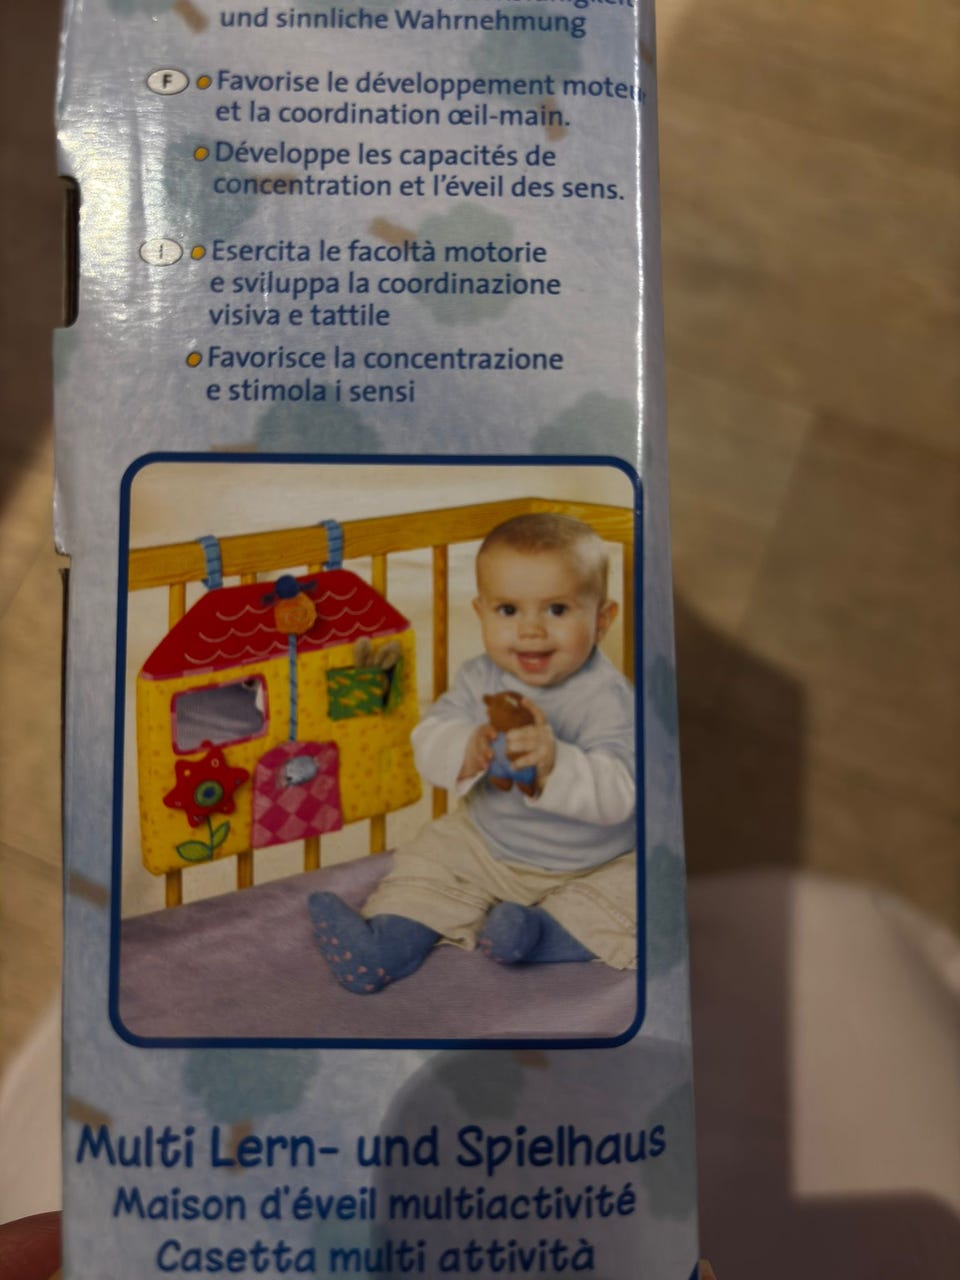 und sinnliche Wahrnehmung
F Favorise le développement moteur
et la coordination œil-main.
Développe les capacités de
concentration et l'éveil des sens.
I Esercita le facoltà motorie
e sviluppa la coordinazione
visiva e tattile
Favorisce la concentrazione
e stimola i sensi
Multi Lern- und Spielhaus
Maison d'éveil multiactivité
Casetta multi attività